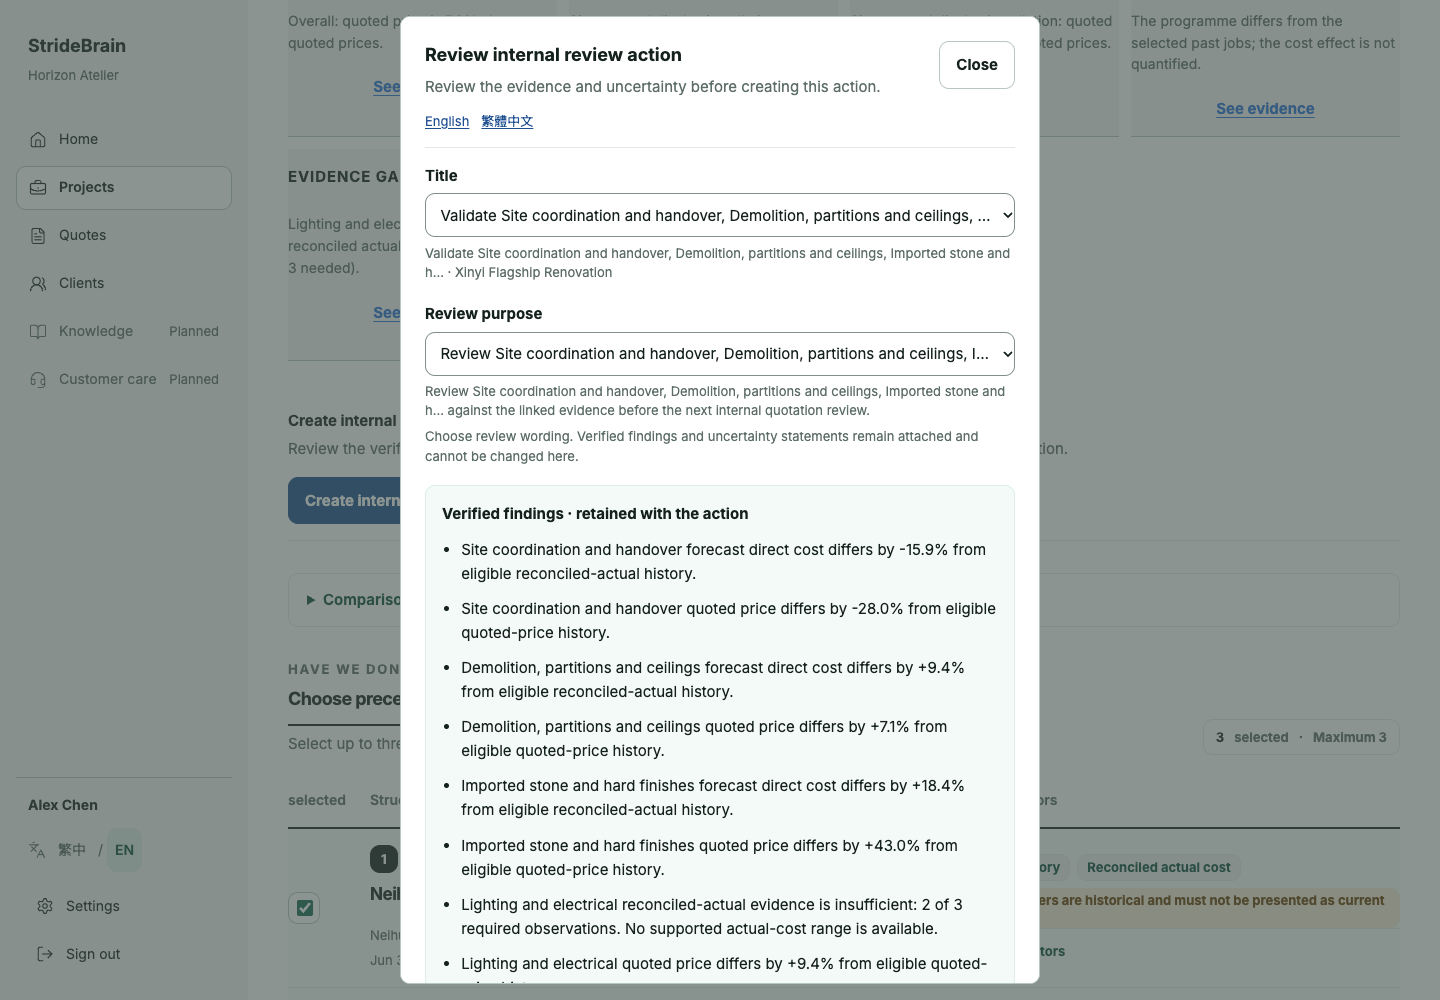 StrideBrain
Horizon Atelier
Home
Projects
Quotes
Clients
Knowledge Planned
Customer care Planned
Alex Chen
繁中 / EN
Settings
Sign out
Overall: quoted
quoted prices.
See
ion: quoted
ted prices.
The programme differs from the
selected past jobs; the cost effect is not
quantified.
See evidence
EVIDENCE GA
Lighting and elec
reconciled actual
3 needed).
See
Create internal
Review the verif
tion.
Create intern
Compariso
HAVE WE DON
Choose prece
Select up to thre
3 selected · Maximum 3
selected Stru
ors
1
Neil
Neihu
Jun 3
ory
Reconciled actual cost
ers are historical and must not be presented as current
tors
Review internal review action
Close
Review the evidence and uncertainty before creating this action.
English 繁體中文
Title
Validate Site coordination and handover, Demolition, partitions and ceilings, ...
Validate Site coordination and handover, Demolition, partitions and ceilings, Imported stone and
h... · Xinyi Flagship Renovation
Review purpose
Review Site coordination and handover, Demolition, partitions and ceilings, I...
Review Site coordination and handover, Demolition, partitions and ceilings, Imported stone and
h... against the linked evidence before the next internal quotation review.
Choose review wording. Verified findings and uncertainty statements remain attached and
cannot be changed here.
Verified findings · retained with the action
• Site coordination and handover forecast direct cost differs by -15.9% from
eligible reconciled-actual history.
• Site coordination and handover quoted price differs by -28.0% from eligible
quoted-price history.
• Demolition, partitions and ceilings forecast direct cost differs by +9.4%
from eligible reconciled-actual history.
• Demolition, partitions and ceilings quoted price differs by +7.1% from
eligible quoted-price history.
• Imported stone and hard finishes forecast direct cost differs by +18.4%
from eligible reconciled-actual history.
• Imported stone and hard finishes quoted price differs by +43.0% from
eligible quoted-price history.
• Lighting and electrical reconciled-actual evidence is insufficient: 2 of 3
required observations. No supported actual-cost range is available.
• Lighting and electrical quoted price differs by +9.4% from eligible quoted-